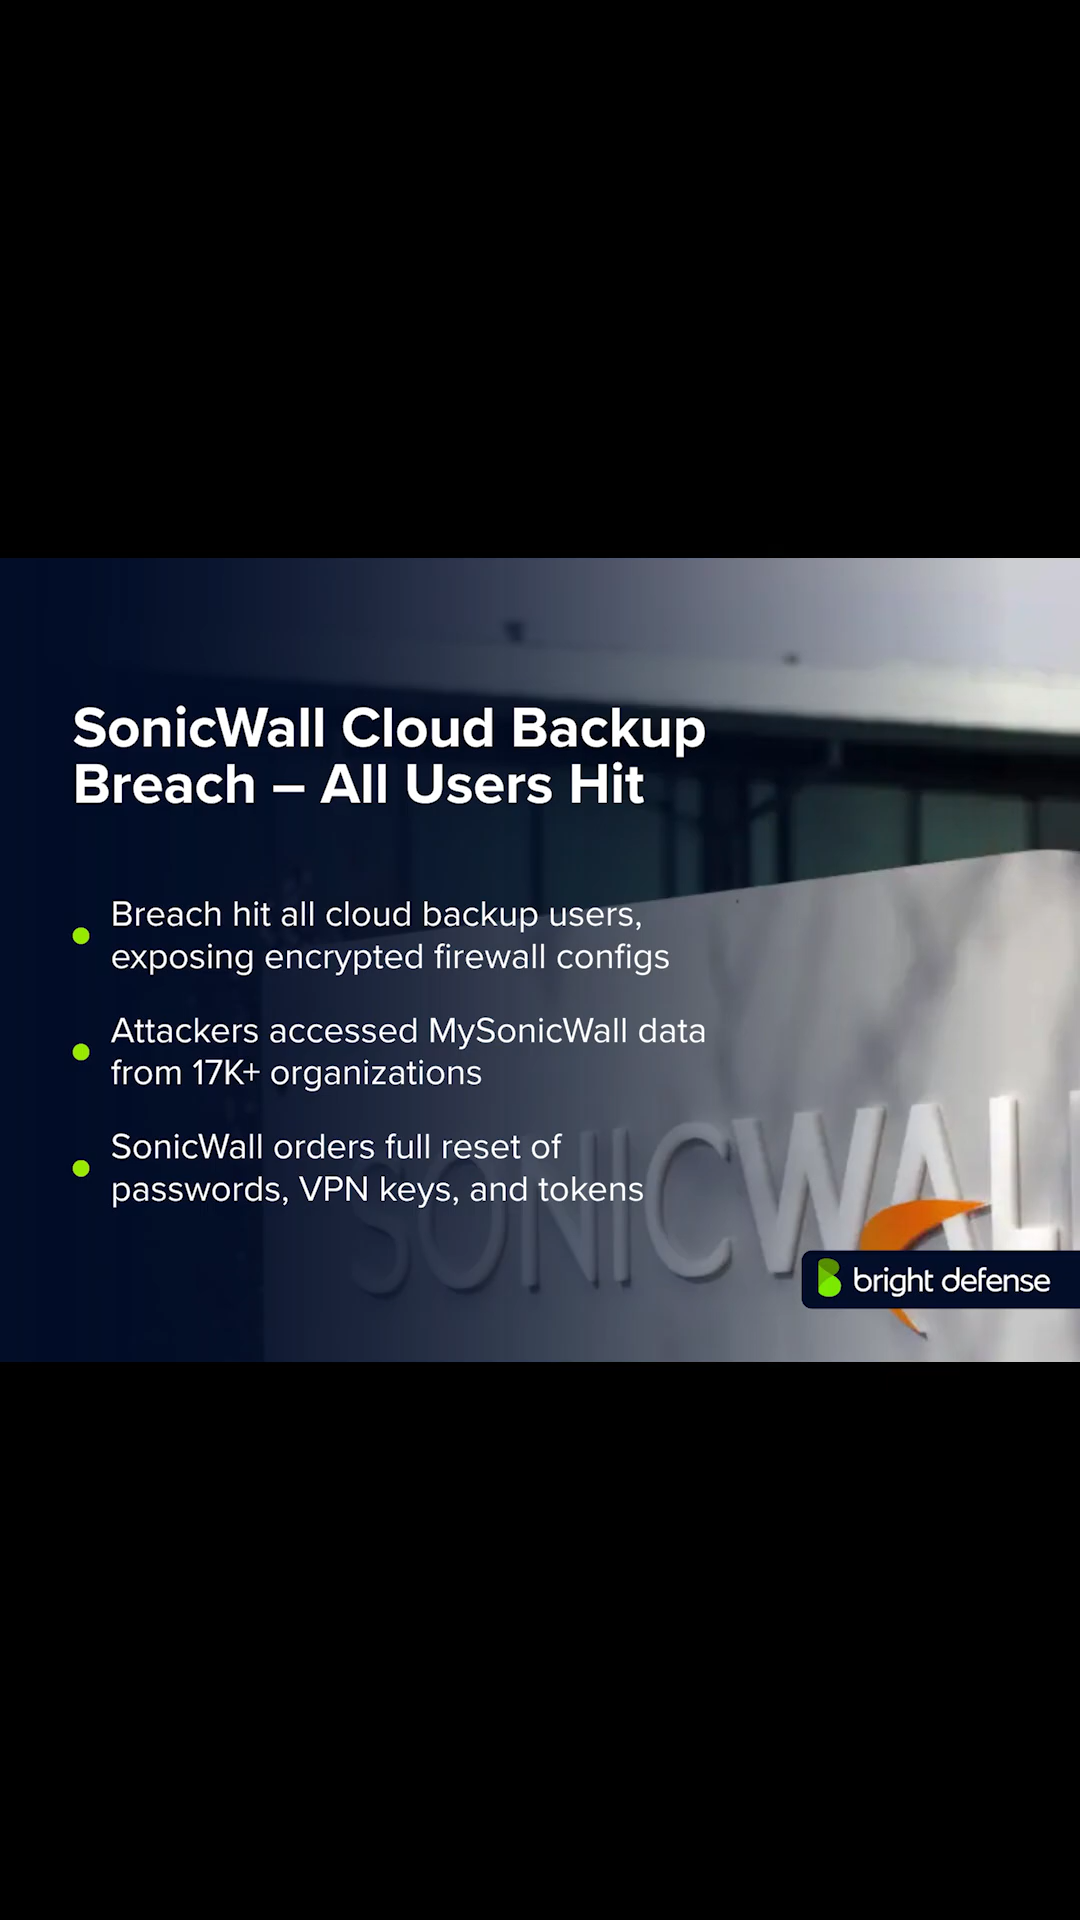 SonicWall Cloud Backup
Breach – All Users Hit
Breach hit all cloud backup users,
exposing encrypted firewall configs
Attackers accessed MySonicWall data
from 17K+ organizations
SonicWall orders full reset of
passwords, VPN keys, and tokens
SONICWALL
bright defense